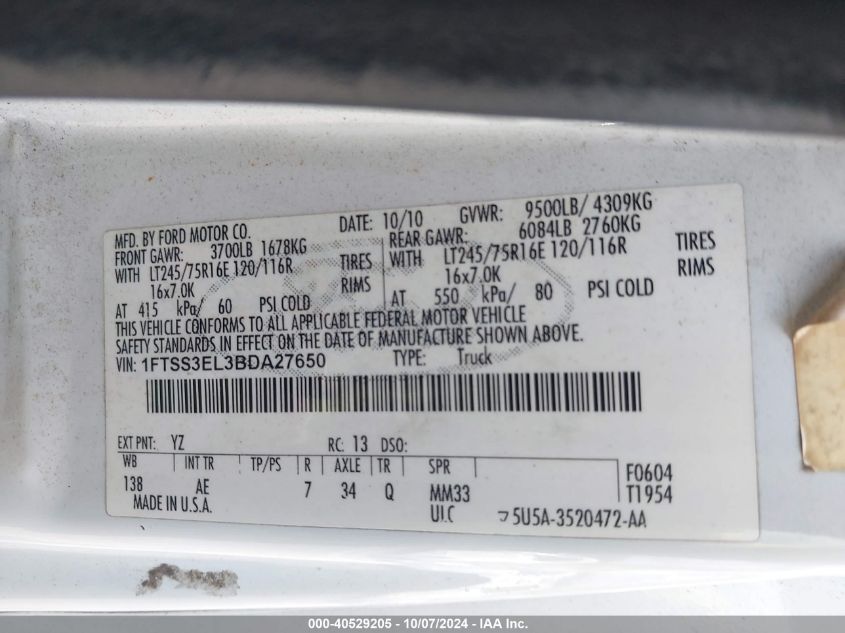 MFD. BY FORD MOTOR CO.
DATE: 10/10 GVWR: 9500LB/ 4309KG
FRONT GAWR: 3700LB 1678KG
REAR GAWR: 6084LB 2760KG
WITH LT245/75R16E 120/116R TIRES
WITH LT245/75R16E 120/116R TIRES
16x7.0K RIMS
16x7.0K RIMS
AT 415 kPa/ 60 PSI COLD
AT 550 kPa/ 80 PSI COLD
THIS VEHICLE CONFORMS TO ALL APPLICABLE FEDERAL MOTOR VEHICLE
SAFETY STANDARDS IN EFFECT ON THE DATE OF MANUFACTURE SHOWN ABOVE.
VIN: 1FTSS3EL3BDA27650 TYPE: Truck
EXT PNT: YZ RC: 13 DSO:
WB INT TR TP/PS R AXLE TR SPR
138 AE 7 34 Q MM33
F0604
T1954
MADE IN U.S.A.
ULC 5U5A-3520472-AA
000-40529205 - 10/07/2024 - IAA Inc.